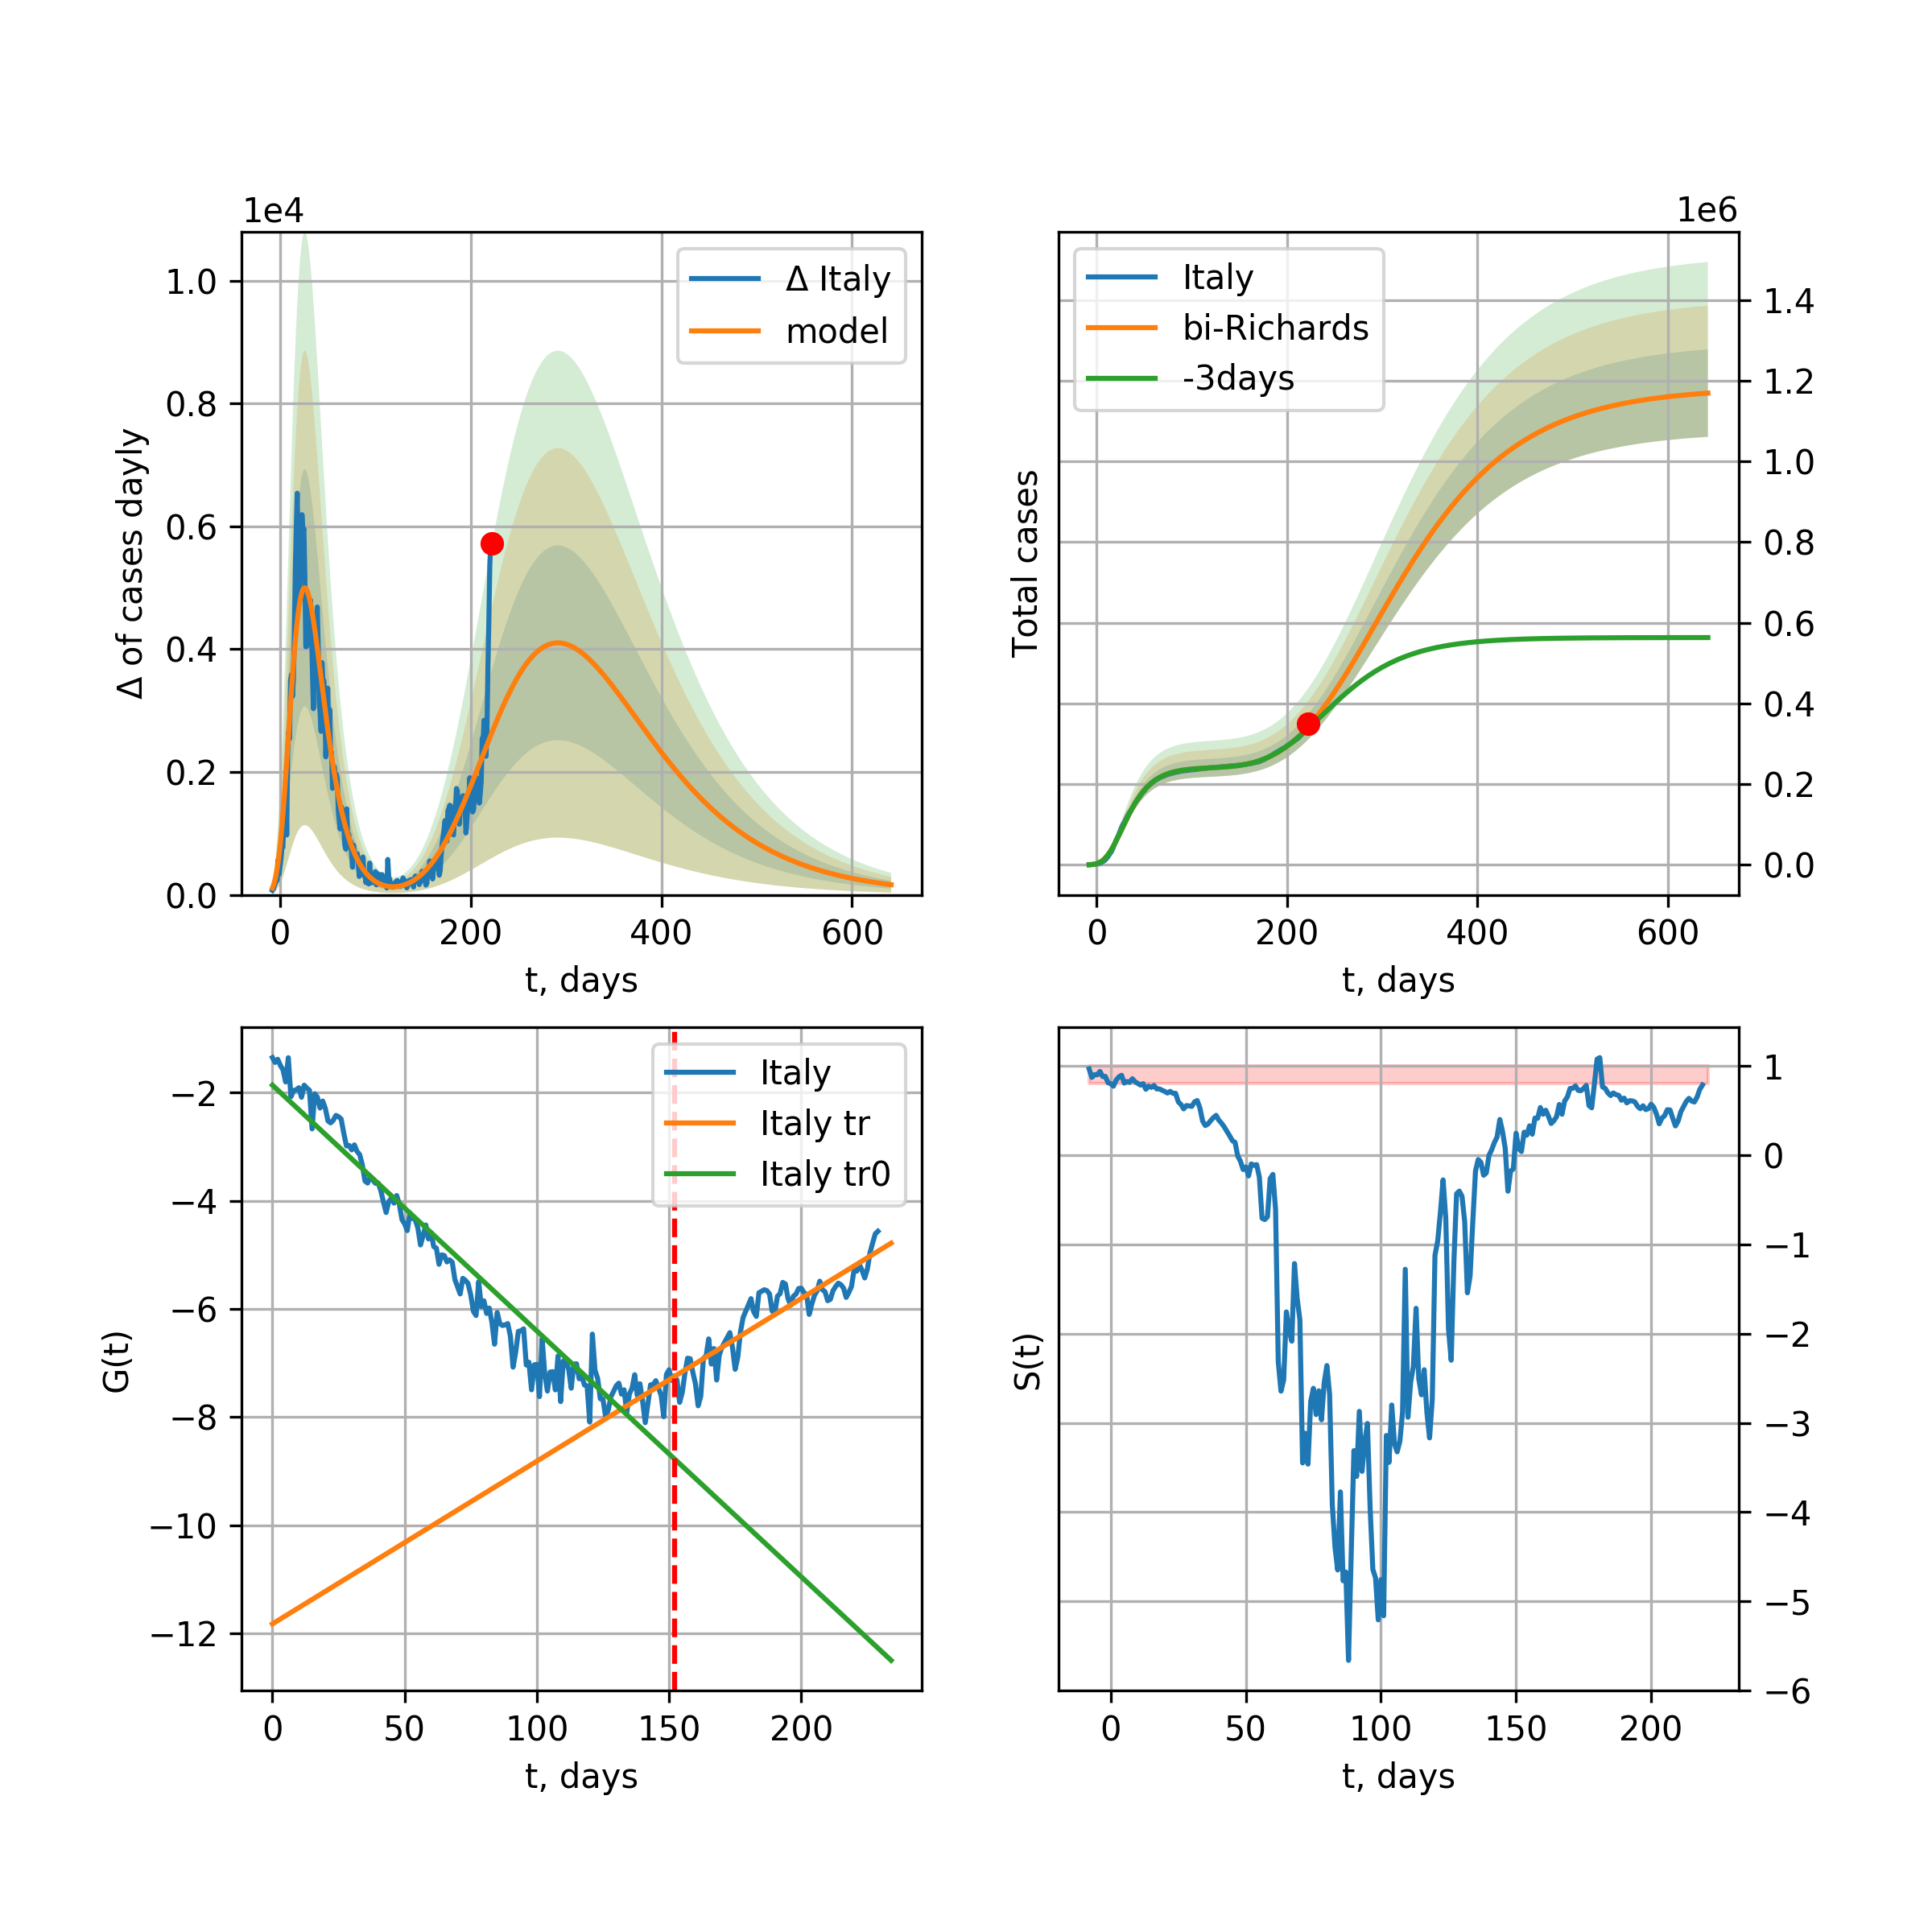 1e4
Δ of cases dayly
1.0
0.8
0.6
0.4
0.2
0.0
0 200 400 600
t, days
Δ Italy
model
1e6
Total cases
1.4
1.2
1.0
0.8
0.6
0.4
0.2
0.0
0 200 400 600
t, days
Italy
bi-Richards
-3days
G(t)
−2
−4
−6
−8
−10
−12
0 50 100 150 200
t, days
Italy
Italy tr
Italy tr0
S(t)
1
0
−1
−2
−3
−4
−5
−6
0 50 100 150 200
t, days